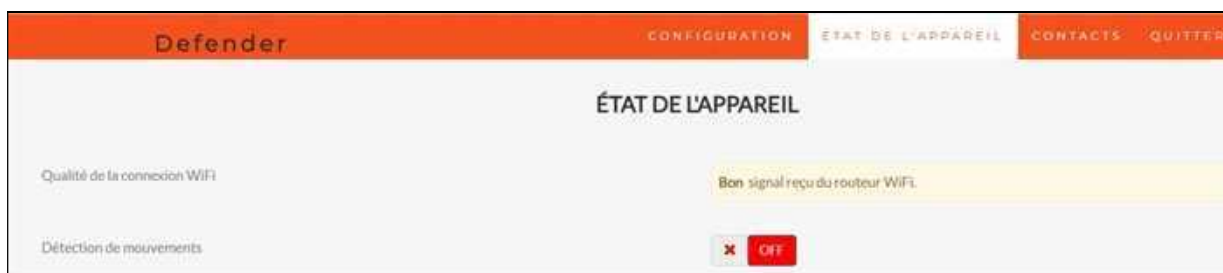 Defender
CONFIGURATION ÉTAT DE L'APPAREIL CONTACTS QUITTER
ÉTAT DE L'APPAREIL
Qualité de la connexion WiFi
Bon signal reçu du routeur WiFi.
Détection de mouvements
OFF